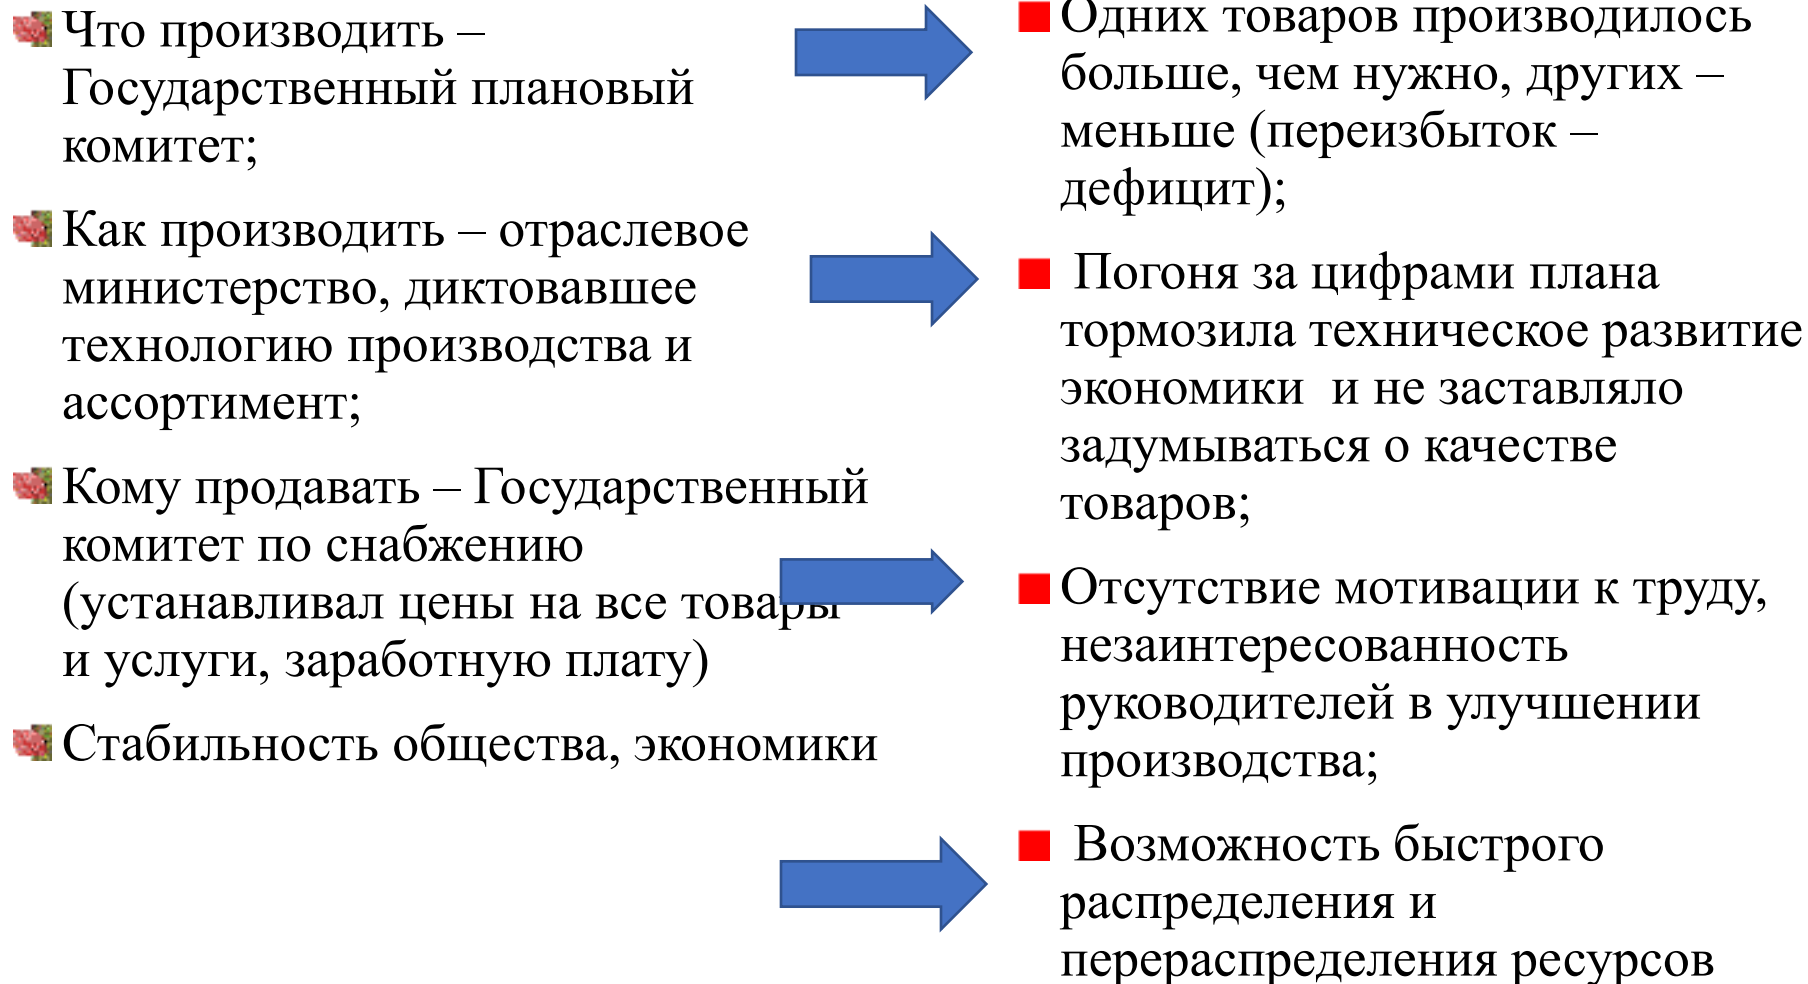 Что производить –
Государственный плановый
комитет;
Как производить – отраслевое
министерство, диктовавшее
технологию производства и
ассортимент;
Кому продавать – Государственный
комитет по снабжению
(устанавливал цены на все товары
и услуги, заработную плату)
Стабильность общества, экономики
Одних товаров производилось
больше, чем нужно, других –
меньше (переизбыток –
дефицит);
Погоня за цифрами плана
тормозила техническое развитие
экономики и не заставляло
задумываться о качестве
товаров;
Отсутствие мотивации к труду,
незаинтересованность
руководителей в улучшении
производства;
Возможность быстрого
распределения и
перераспределения ресурсов